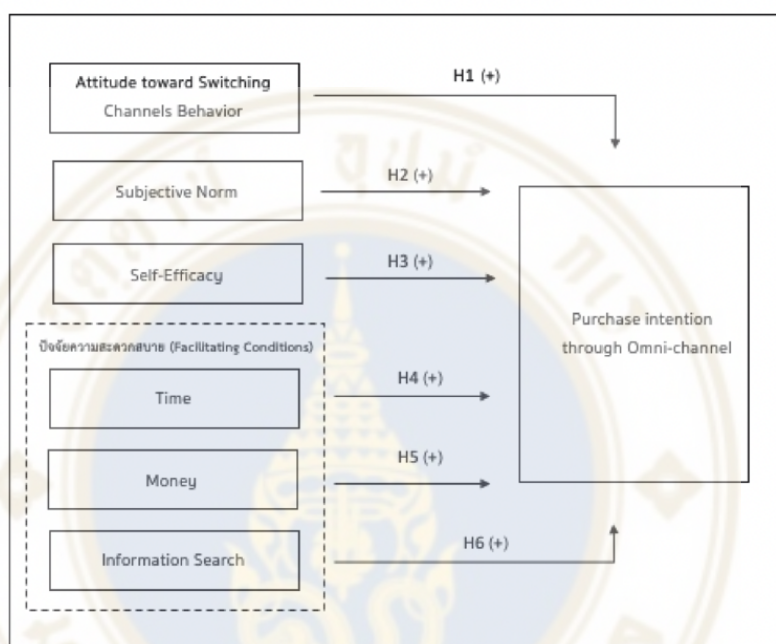 Attitude toward Switching
Channels Behavior
H1 (+)
Subjective Norm
H2 (+)
Self-Efficacy
H3 (+)
Purchase intention
through Omni-channel
ปัจจัยความสะดวกสบาย (Facilitating Conditions)
Time
H4 (+)
Money
H5 (+)
Information Search
H6 (+)